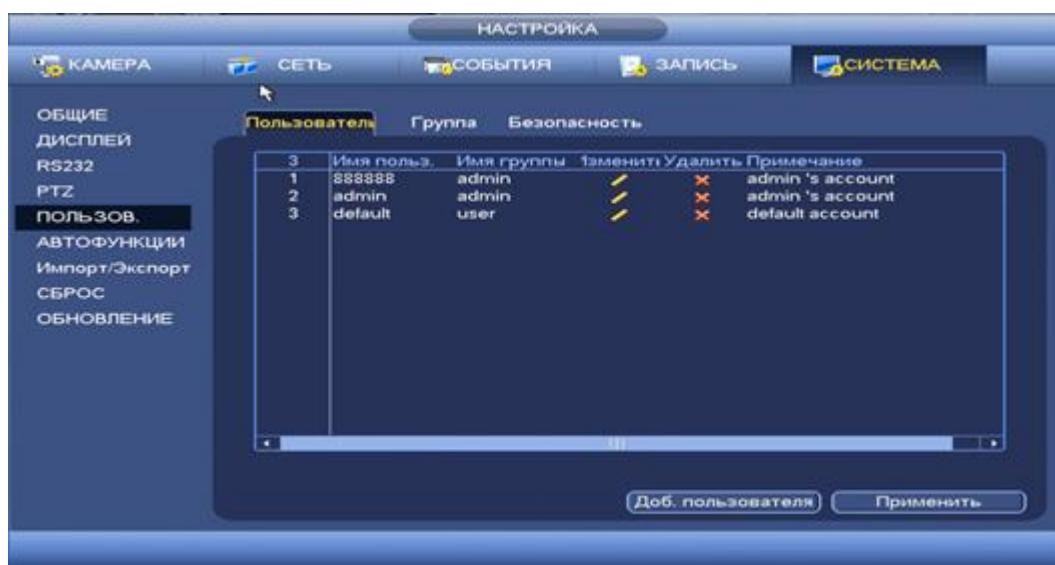 НАСТРОЙКА
КАМЕРА СЕТЬ СОБЫТИЯ ЗАПИСЬ СИСТЕМА
ОБЩИЕ
ДИСПЛЕЙ
RS232
PTZ
ПОЛЬЗОВ.
АВТОФУНКЦИИ
Импорт/Экспорт
СБРОС
ОБНОВЛЕНИЕ
Пользователь Группа Безопасность
3 Имя польз. Имя группы Удалить Примечание
1 888888 admin admin 's account
2 admin admin admin 's account
3 default user default account
Доб. пользователя Применить